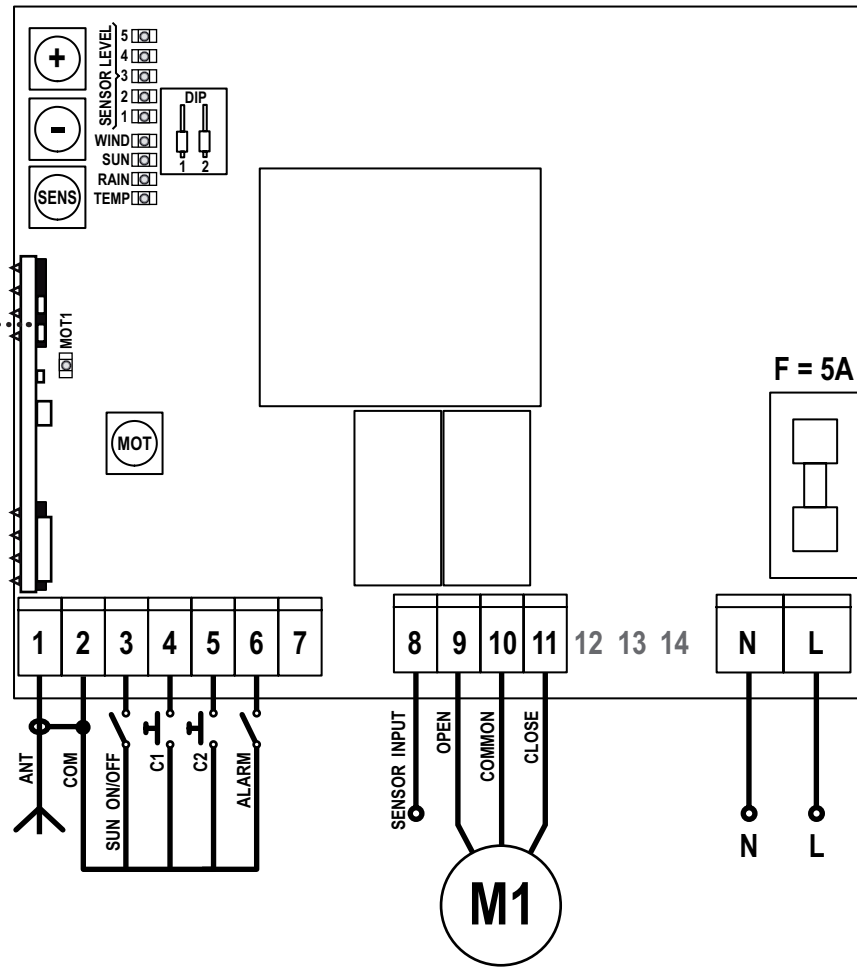 +
-
SENS
SENSOR LEVEL
5
4
3
2
1
WIND
SUN
RAIN
TEMP
DIP
1 2
MOT1
MOT
F = 5A
1 2 3 4 5 6 7
8 9 10 11 12 13 14
N L
ANT
COM
SUN ON/OFF
C1
C2
ALARM
SENSOR INPUT
OPEN
COMMON
CLOSE
M1
N L